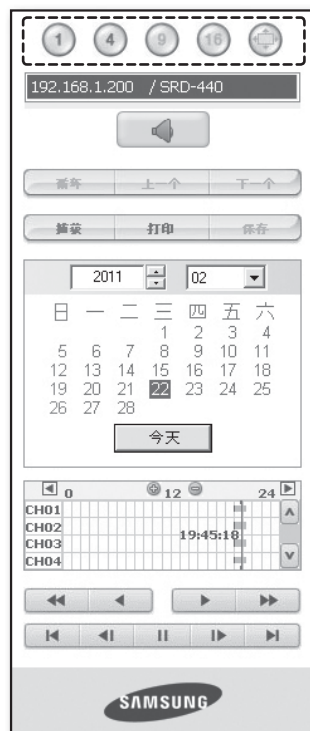 1 4 9 16
192.168.1.200 / SRD-440
上一个 下一个
捕获 打印 保存
2011 02
日 一 二 三 四 五 六
1 2 3 4
5 6 7 8 9 10 11
12 13 14 15 16 17 18
19 20 21 22 23 24 25
26 27 28
今天
0 12 24
CH01
CH02
19:45:18
CH03
CH04
SAMSUNG